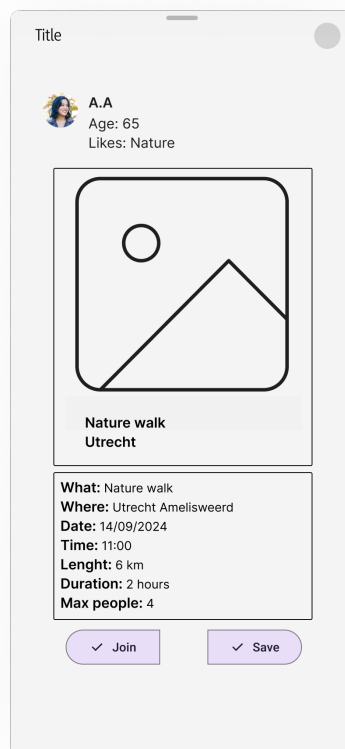 Title
A.A
Age: 65
Likes: Nature
Nature walk
Utrecht
What: Nature walk
Where: Utrecht Amelisweerd
Date: 14/09/2024
Time: 11:00
Lenght: 6 km
Duration: 2 hours
Max people: 4
Join
Save